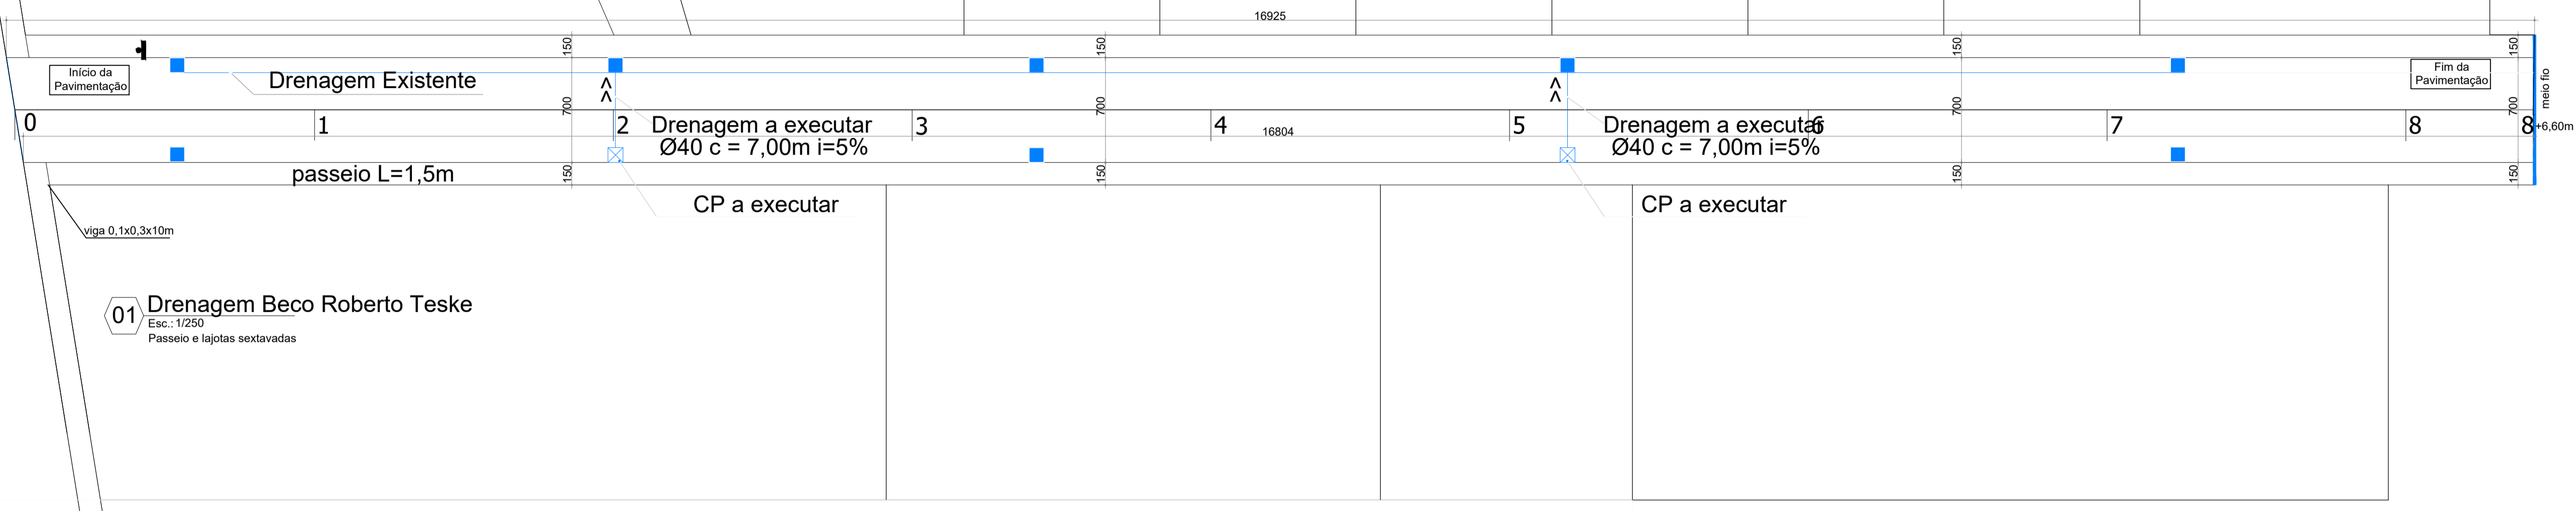 16925
150
150
150
150
Início da
Pavimentação
Drenagem Existente
Fim da
Pavimentação
meio fio
700
700
700
700
0
1
2
Drenagem a executar
Ø40 c = 7,00m i=5%
3
4
16804
5
Drenagem a executar
Ø40 c = 7,00m i=5%
6
7
8
8
+6,60m
passeio L=1,5m
150
150
150
150
CP a executar
CP a executar
viga 0,1x0,3x10m
01
Drenagem Beco Roberto Teske
Esc.: 1/250
Passeio e lajotas sextavadas